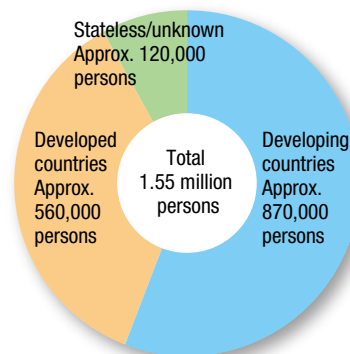 Stateless/unknown
Approx. 120,000
persons
Developed
countries
Approx.
560,000
persons
Total
1.55 million
persons
Developing
countries
Approx.
870,000
persons